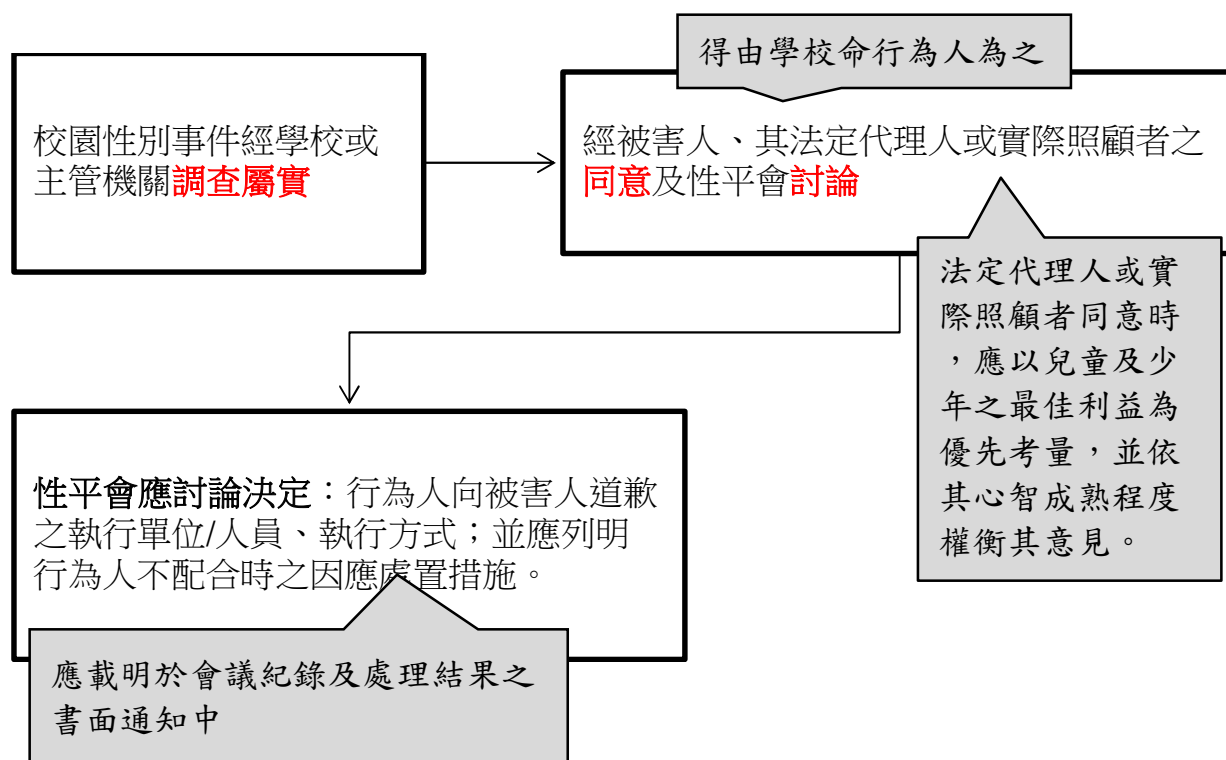 得由學校命行為人為之
校園性別事件經學校或
主管機關調查屬實
經被害人、其法定代理人或實際照顧者之
同意及性平會討論
法定代理人或實
際照顧者同意時
，應以兒童及少
年之最佳利益為
優先考量，並依
其心智成熟程度
權衡其意見。
性平會應討論決定：行為人向被害人道歉
之執行單位/人員、執行方式；並應列明
行為人不配合時之因應處置措施。
應載明於會議紀錄及處理結果之
書面通知中